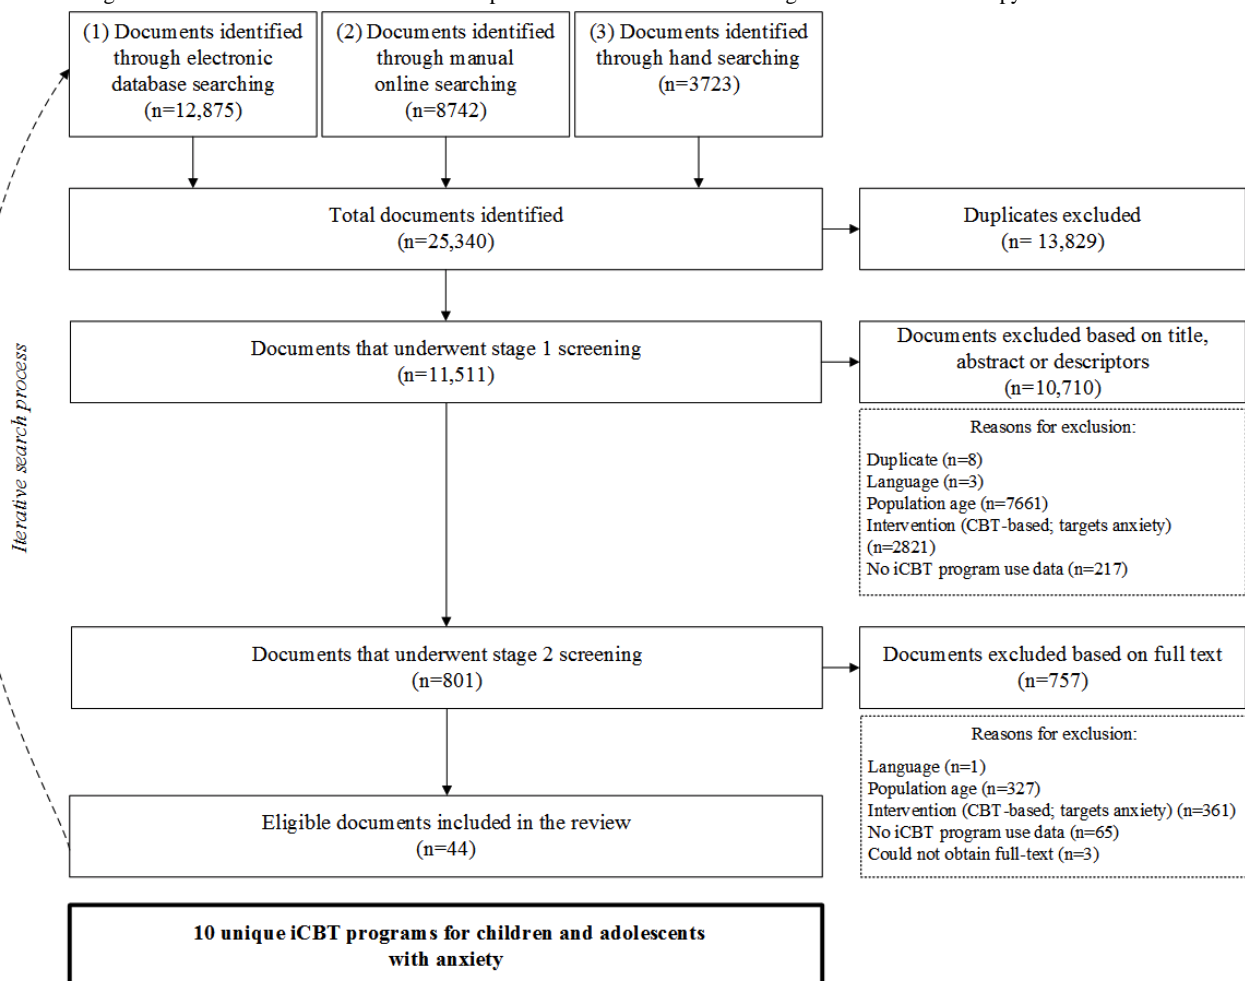 (1) Documents identified
through electronic
database searching
(n=12,875)
(2) Documents identified
through manual
online searching
(n=8742)
(3) Documents identified
through hand searching
(n=3723)
Total documents identified
(n=25,340)
Duplicates excluded
(n= 13,829)
Documents that underwent stage 1 screening
(n=11,511)
Documents excluded based on title,
abstract or descriptors
(n=10,710)
Reasons for exclusion:
Duplicate (n=8)
Language (n=3)
Population age (n=7661)
Intervention (CBT-based; targets anxiety)
(n=2821)
No iCBT program use data (n=217)
Iterative search process
Documents that underwent stage 2 screening
(n=801)
Documents excluded based on full text
(n=757)
Reasons for exclusion:
Language (n=1)
Population age (n=327)
Intervention (CBT-based; targets anxiety) (n=361)
No iCBT program use data (n=65)
Could not obtain full-text (n=3)
Eligible documents included in the review
(n=44)
10 unique iCBT programs for children and adolescents
with anxiety